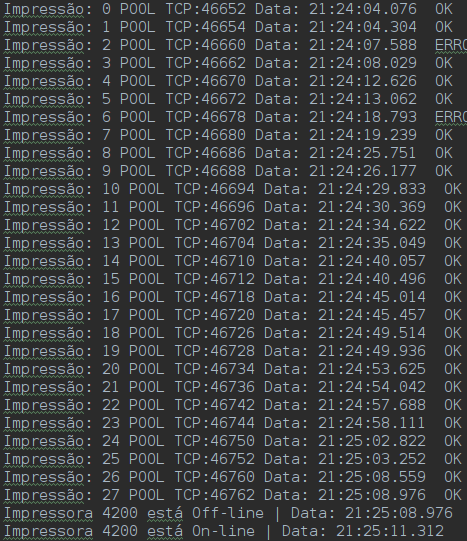 Impressão: 0 POOL TCP:46652 Data: 21:24:04.076 OK
Impressão: 1 POOL TCP:46654 Data: 21:24:04.304 OK
Impressão: 2 POOL TCP:46660 Data: 21:24:07.588 ERRO
Impressão: 3 POOL TCP:46662 Data: 21:24:08.029 OK
Impressão: 4 POOL TCP:46670 Data: 21:24:12.626 OK
Impressão: 5 POOL TCP:46672 Data: 21:24:13.062 OK
Impressão: 6 POOL TCP:46678 Data: 21:24:18.793 ERRO
Impressão: 7 POOL TCP:46680 Data: 21:24:19.239 OK
Impressão: 8 POOL TCP:46686 Data: 21:24:25.751 OK
Impressão: 9 POOL TCP:46688 Data: 21:24:26.177 OK
Impressão: 10 POOL TCP:46694 Data: 21:24:29.833 OK
Impressão: 11 POOL TCP:46696 Data: 21:24:30.369 OK
Impressão: 12 POOL TCP:46702 Data: 21:24:34.622 OK
Impressão: 13 POOL TCP:46704 Data: 21:24:35.049 OK
Impressão: 14 POOL TCP:46710 Data: 21:24:40.057 OK
Impressão: 15 POOL TCP:46712 Data: 21:24:40.496 OK
Impressão: 16 POOL TCP:46718 Data: 21:24:45.014 OK
Impressão: 17 POOL TCP:46720 Data: 21:24:45.457 OK
Impressão: 18 POOL TCP:46726 Data: 21:24:49.514 OK
Impressão: 19 POOL TCP:46728 Data: 21:24:49.936 OK
Impressão: 20 POOL TCP:46734 Data: 21:24:53.625 OK
Impressão: 21 POOL TCP:46736 Data: 21:24:54.042 OK
Impressão: 22 POOL TCP:46742 Data: 21:24:57.688 OK
Impressão: 23 POOL TCP:46744 Data: 21:24:58.111 OK
Impressão: 24 POOL TCP:46750 Data: 21:25:02.822 OK
Impressão: 25 POOL TCP:46752 Data: 21:25:03.252 OK
Impressão: 26 POOL TCP:46760 Data: 21:25:08.559 OK
Impressão: 27 POOL TCP:46762 Data: 21:25:08.976 OK
Impressora 4200 está Off-line | Data: 21:25:08.976
Impressora 4200 está On-line | Data: 21:25:11.312